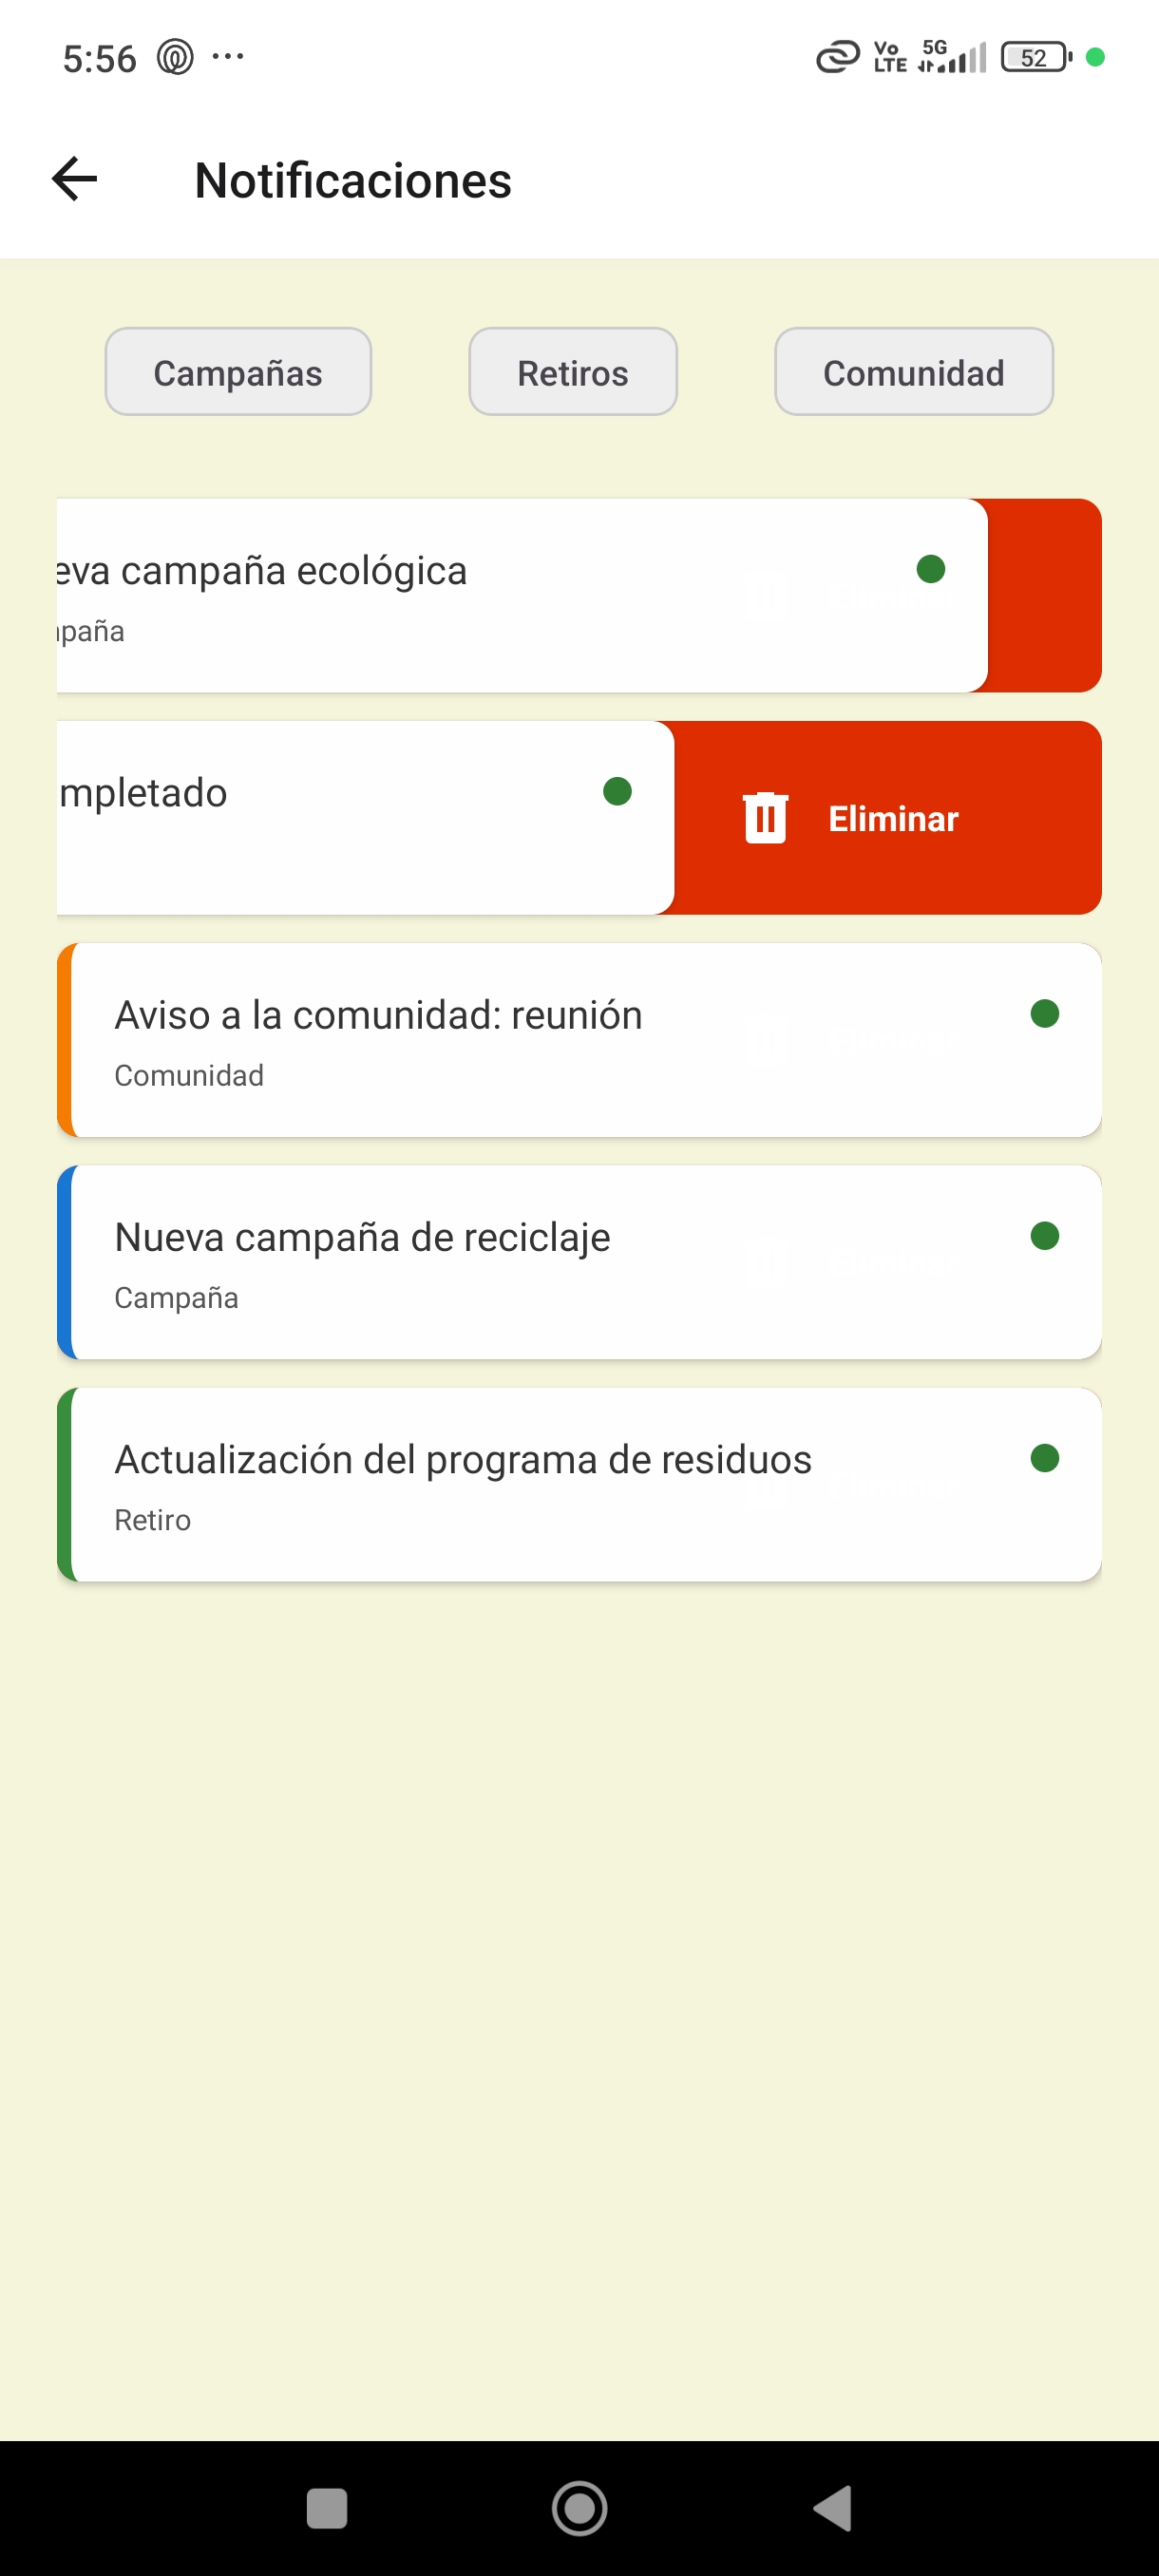 5:56 ... Vo LTE 5G 52
Notificaciones
Campañas Retiros Comunidad
eva campaña ecológica
paña
mpletado
Eliminar
Aviso a la comunidad: reunión
Comunidad
Nueva campaña de reciclaje
Campaña
Actualización del programa de residuos
Retiro